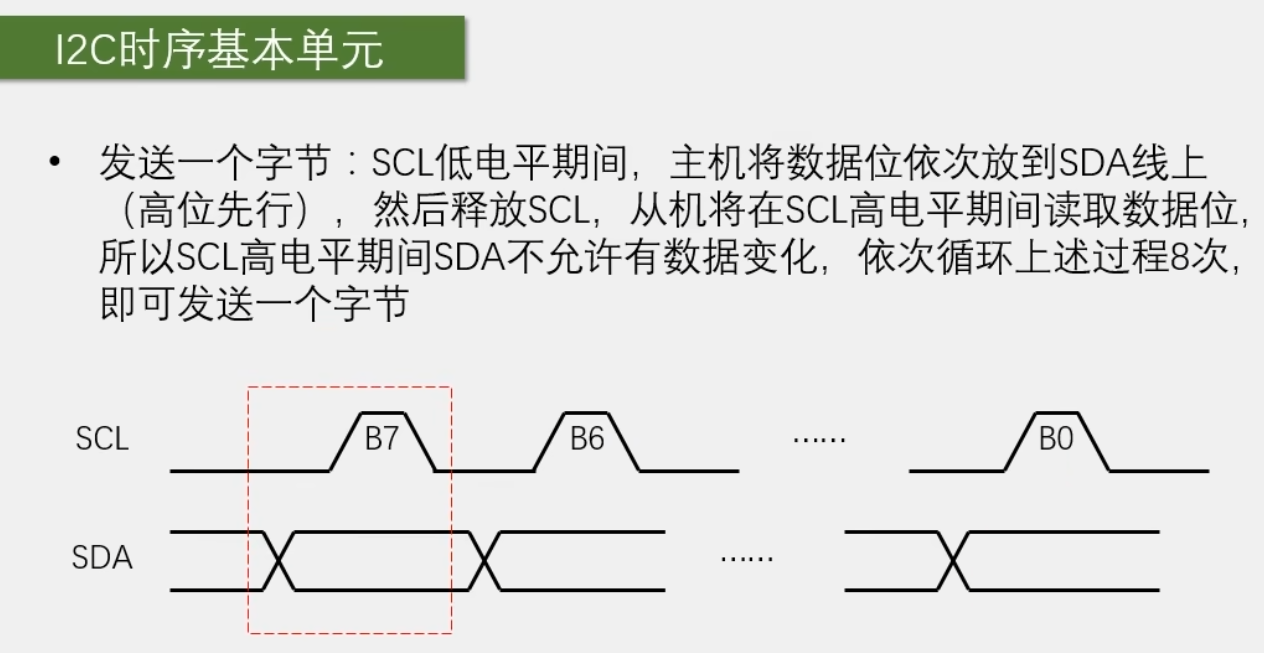 I2C时序基本单元
• 发送一个字节：SCL低电平期间，主机将数据位依次放到SDA线上
（高位先行），然后释放SCL，从机将在SCL高电平期间读取数据位，
所以SCL高电平期间SDA不允许有数据变化，依次循环上述过程8次，
即可发送一个字节
SCL B7 B6 …… B0
SDA ……